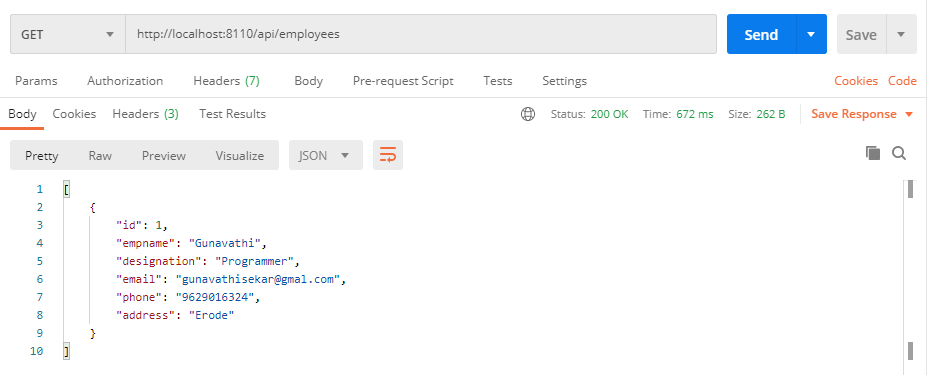 GET http://localhost:8110/api/employees Send Save
Params Authorization Headers (7) Body Pre-request Script Tests Settings Cookies Code
Body Cookies Headers (3) Test Results Status: 200 OK Time: 672 ms Size: 262 B Save Response
Pretty Raw Preview Visualize JSON
1 [
2 {
3 "id": 1,
4 "empname": "Gunavathi",
5 "designation": "Programmer",
6 "email": "gunavathisekar@gmal.com",
7 "phone": "9629016324",
8 "address": "Erode"
9 }
10 ]